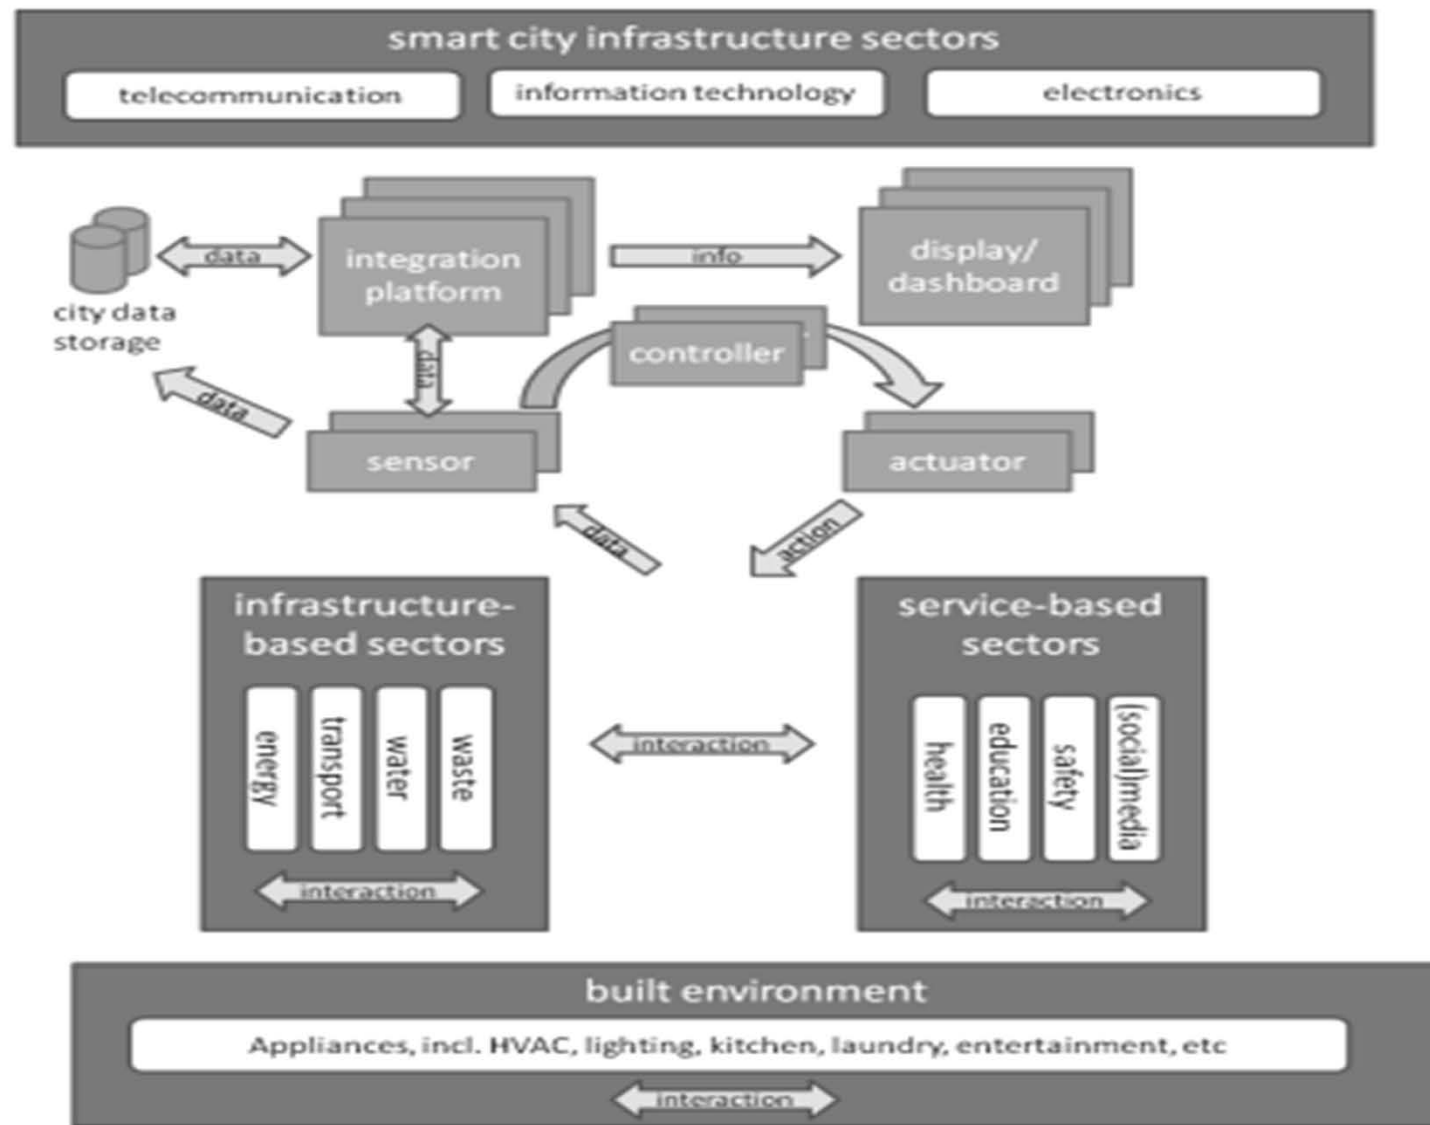 smart city infrastructure sectors
telecommunication
information technology
electronics
data
integration
platform
info
display/
dashboard
city data
storage
data
controller
data
sensor
actuator
data
action
infrastructure-
based sectors
service-based
sectors
energy
transport
water
waste
interaction
health
education
safety
(social)media
interaction
interaction
built environment
Appliances, incl. HVAC, lighting, kitchen, laundry, entertainment, etc
interaction